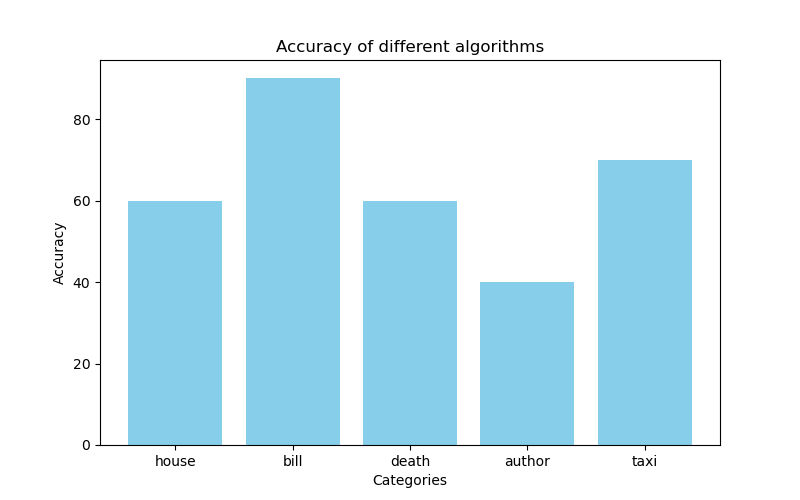 Accuracy of different algorithms
80
60
40
20
0
Accuracy
house bill death author taxi
Categories